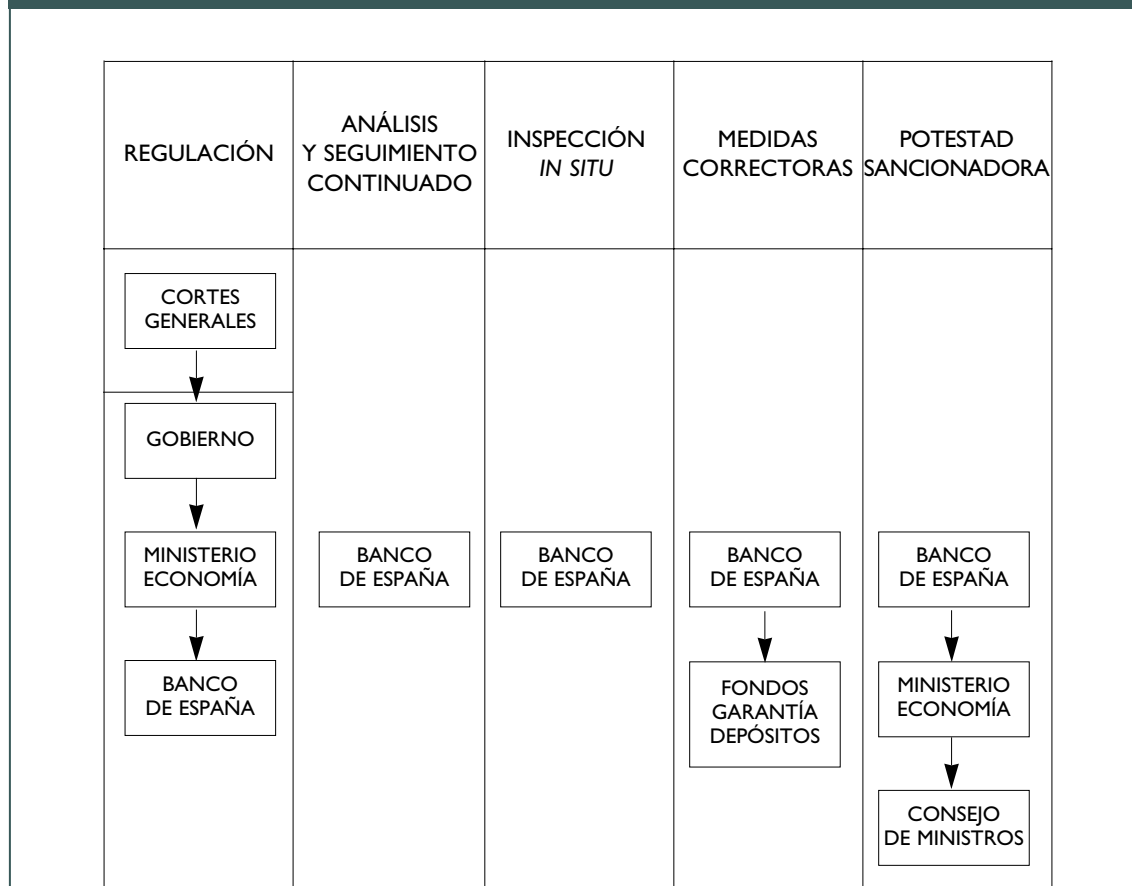 REGULACIÓN
ANÁLISIS
Y SEGUIMIENTO
CONTINUADO
INSPECCIÓN
IN SITU
MEDIDAS
CORRECTORAS
POTESTAD
SANCIONADORA
CORTES
GENERALES
GOBIERNO
MINISTERIO
ECONOMÍA
BANCO
DE ESPAÑA
BANCO
DE ESPAÑA
BANCO
DE ESPAÑA
BANCO
DE ESPAÑA
FONDOS
GARANTÍA
DEPÓSITOS
BANCO
DE ESPAÑA
MINISTERIO
ECONOMÍA
CONSEJO
DE MINISTROS